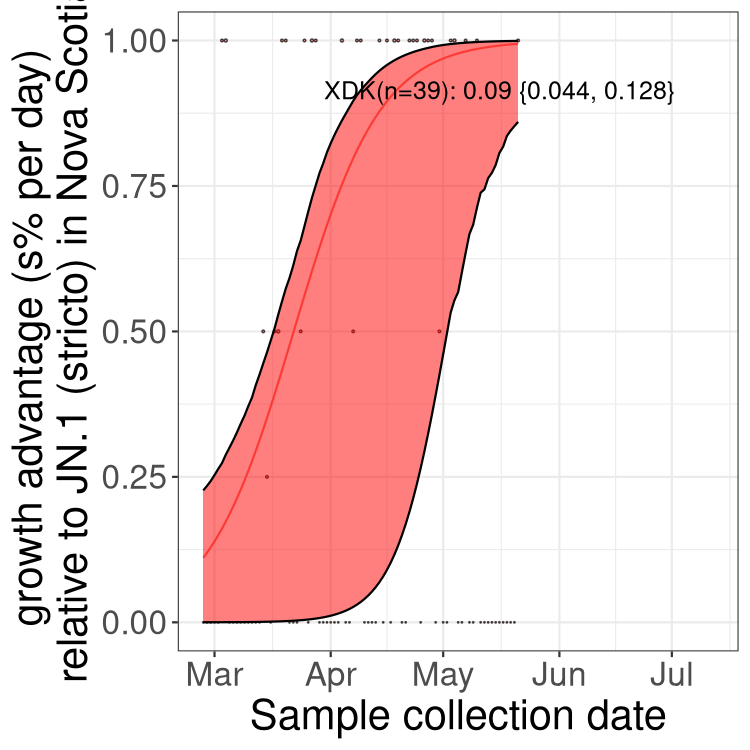 growth advantage (s% per day)
relative to JN.1 (stricto) in Nova Scotia
1.00
0.75
0.50
0.25
0.00
XDK(n=39): 0.09 {0.044, 0.128}
Mar Apr May Jun Jul
Sample collection date